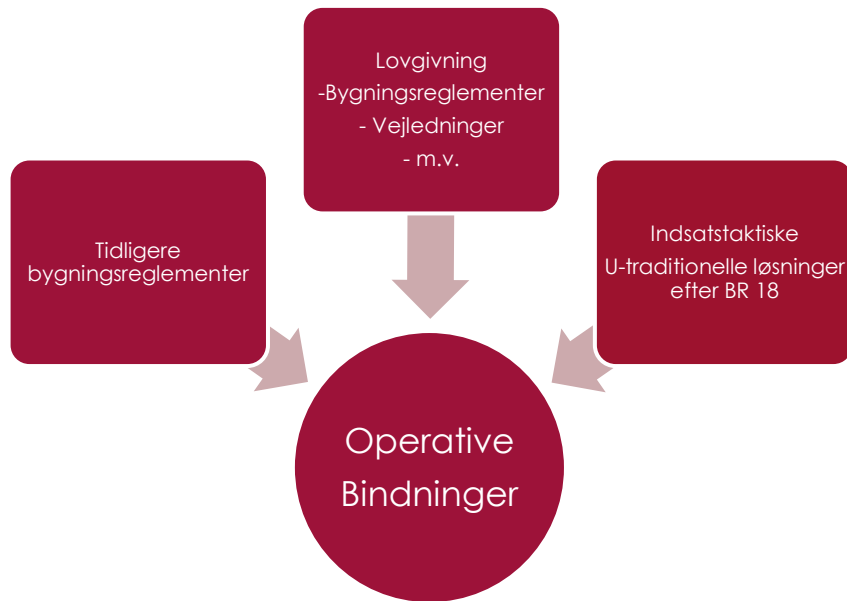 Lovgivning
-Bygningsreglementer
- Vejledninger
- m.v.
Tidligere
bygningsreglementer
Indsatstaktiske
U-traditionelle løsninger
efter BR 18
Operative
Bindninger